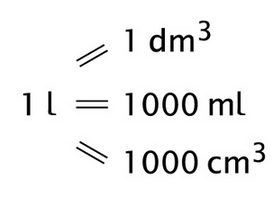 = 1 dm³
1 l = 1000 ml
= 1000 cm³